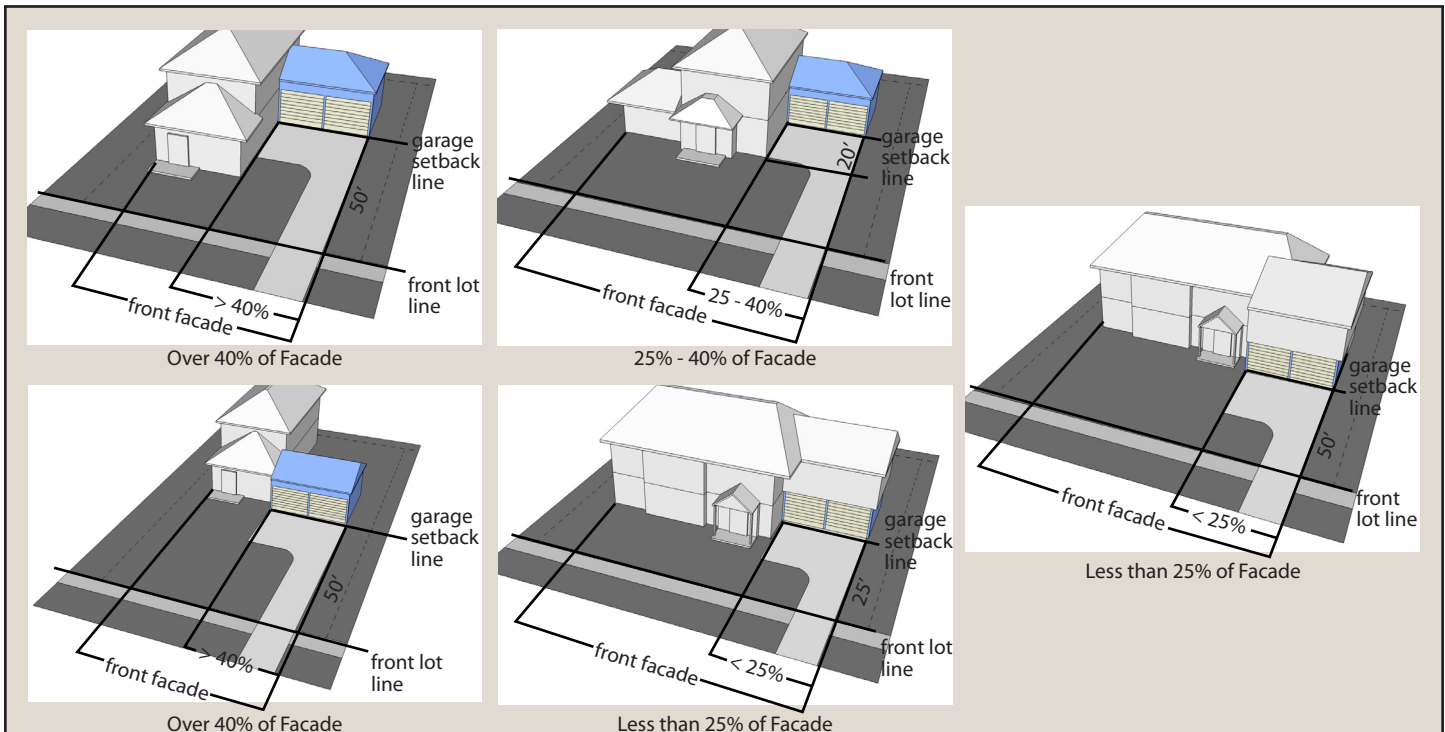 garage
setback
line
50'
front lot
line
> 40%
front facade
Over 40% of Facade
garage
setback
line
20'
front
lot line
25 - 40%
front facade
25% - 40% of Facade
garage
setback
line
50'
front
lot line
< 25%
front facade
Less than 25% of Facade
garage
setback
line
50'
front lot
line
> 40%
front facade
Over 40% of Facade
garage
setback
line
25'
front lot
line
< 25%
front facade
Less than 25% of Facade